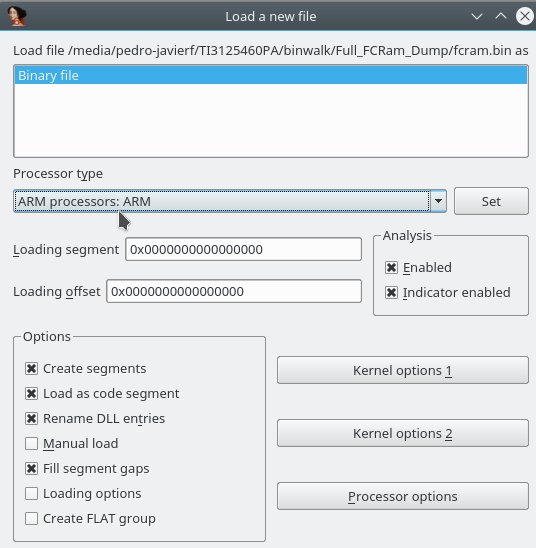 Load a new file
Load file /media/pedro-javierf/TI3125460PA/binwalk/Full_FCRam_Dump/fcram.bin as
Binary file
Processor type
ARM processors: ARM
Set
Loading segment 0x0000000000000000
Loading offset 0x0000000000000000
Analysis
Enabled
Indicator enabled
Options
Create segments
Load as code segment
Rename DLL entries
Manual load
Fill segment gaps
Loading options
Create FLAT group
Kernel options 1
Kernel options 2
Processor options